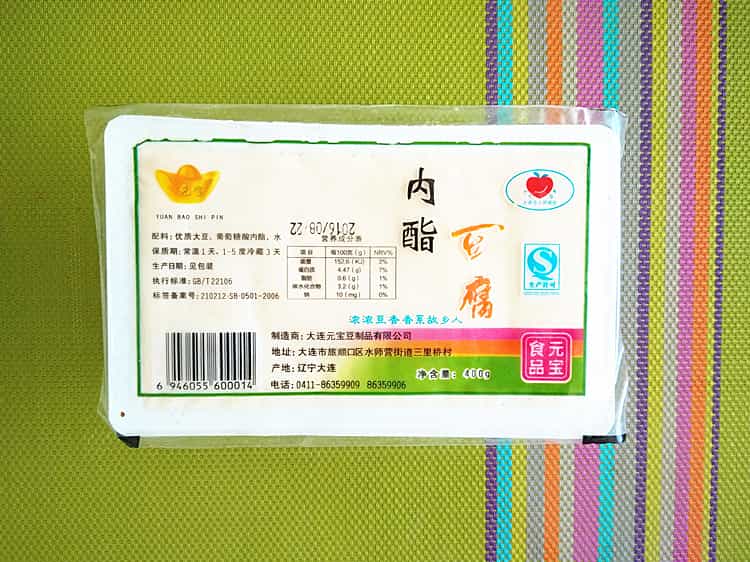 元宝
YUAN BAO SHI PIN
配料:优质大豆、葡萄糖酸内酯、水
保质期:常温1天、1-5度冷藏3天
生产日期:见包装
执行标准:GB/T22106
标签备案号:210212-SB-0501-2006
6 946055 600014
2016/08/22
营养成分表
项目 每100克(g) NRV%
能量 152.6(KJ) 2%
蛋白质 4.47(g) 7%
脂肪 0.6(g) 1%
碳水化合物 3.2(g) 1%
钠 10(mg) 0%
内酯
豆腐
浓浓豆香香系故乡人
制造商:大连元宝豆制品有限公司
地址:大连市旅顺口区水师营街道三里桥村
产地:辽宁大连
电话:0411-86359909 86359906
净含量:400g
生产许可
元宝
食品